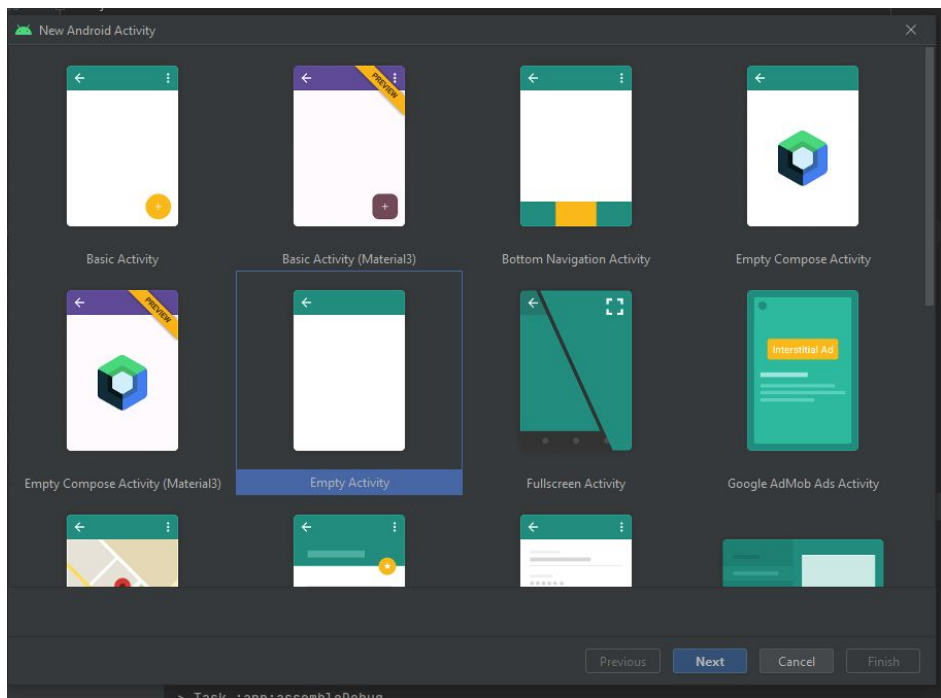 New Android Activity
PREVIEW
Basic Activity
Basic Activity (Material3)
Bottom Navigation Activity
Empty Compose Activity
PREVIEW
Interstitial Ad
Empty Compose Activity (Material3)
Empty Activity
Fullscreen Activity
Google AdMob Ads Activity
Previous
Next
Cancel
Finish
> Task :app:assembleDebug